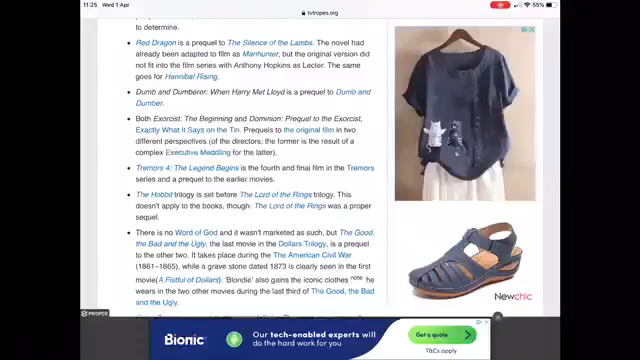 11:25 Wed 1 Apr
55%
tvtropes.org
to determine.
Red Dragon is a prequel to The Silence of the Lambs. The novel had
already been adapted to film as Manhunter, but the original version did
not fit into the film series with Anthony Hopkins as Lecter. The same
goes for Hannibal Rising.
Dumb and Dumberer: When Harry Met Lloyd is a prequel to Dumb and
Dumber.
Both Exorcist: The Beginning and Dominion: Prequel to the Exorcist,
Exactly What It Says on the Tin. Prequels to the original film in two
different perspectives (of the directors; the former is the result of a
complex Executive Meddling for the latter).
Tremors 4: The Legend Begins is the fourth and final film in the Tremors
series and a prequel to the earlier movies.
The Hobbit trilogy is set before The Lord of the Rings trilogy. This
doesn't apply to the books, though: The Lord of the Rings was a proper
sequel.
There is no Word of God and it wasn't marketed as such, but The Good,
the Bad and the Ugly, the last movie in the Dollars Trilogy, is a prequel
to the other two. It takes place during the The American Civil War
(1861–1865), while a grave stone dated 1873 is clearly seen in the first
movie(A Fistful of Dollars). 'Blondie' also gains the iconic clothes note he
wears in the two other movies during the last third of The Good, the Bad
and the Ugly.
Newchic
PROPER
Bionic
Our tech-enabled experts will
do the hard work for you!
Get a quote
T&Cs apply